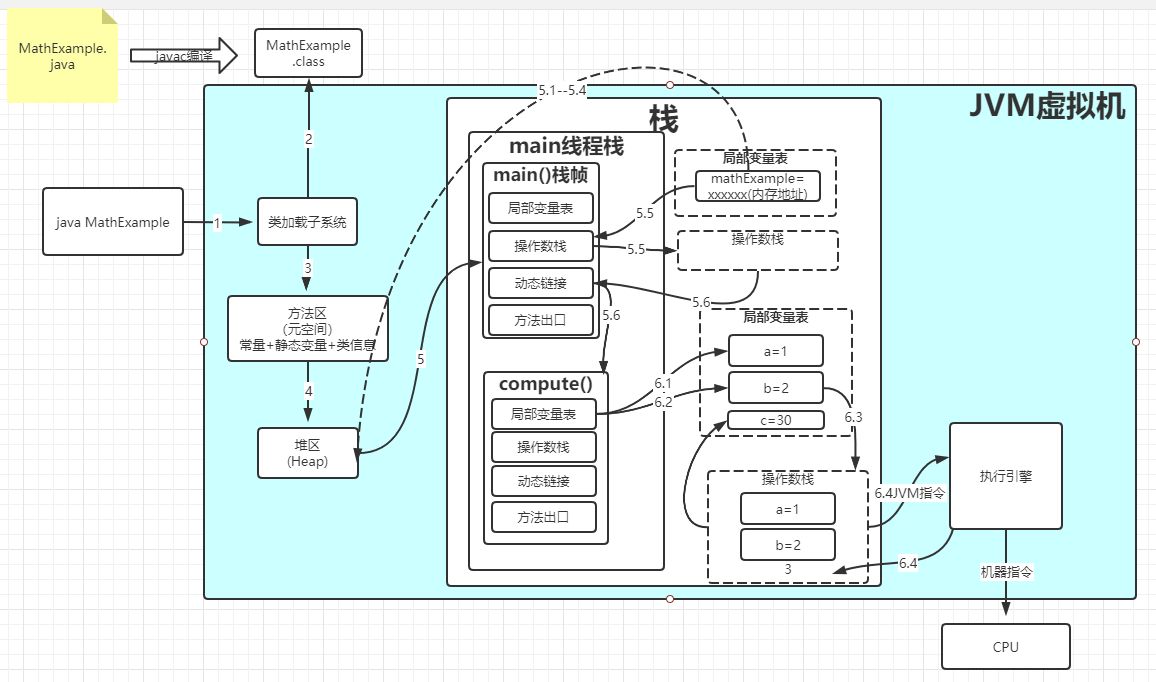 MathExample.
java
javac编译
MathExample
.class
JVM虚拟机
5.1--5.4
栈
main线程栈
main()栈帧
局部变量表
操作数栈
动态链接
方法出口
局部变量表
mathExample=
xxxxxx(内存地址)
5.5
5.5
操作数栈
5.6
5.6
2
java MathExample
1
类加载子系统
3
方法区
(元空间)
常量+静态变量+类信息
4
堆区
(Heap)
5
compute()
局部变量表
操作数栈
动态链接
方法出口
6.1
6.2
局部变量表
a=1
b=2
c=30
6.3
操作数栈
a=1
b=2
3
6.4JVM指令
6.4
执行引擎
机器指令
CPU